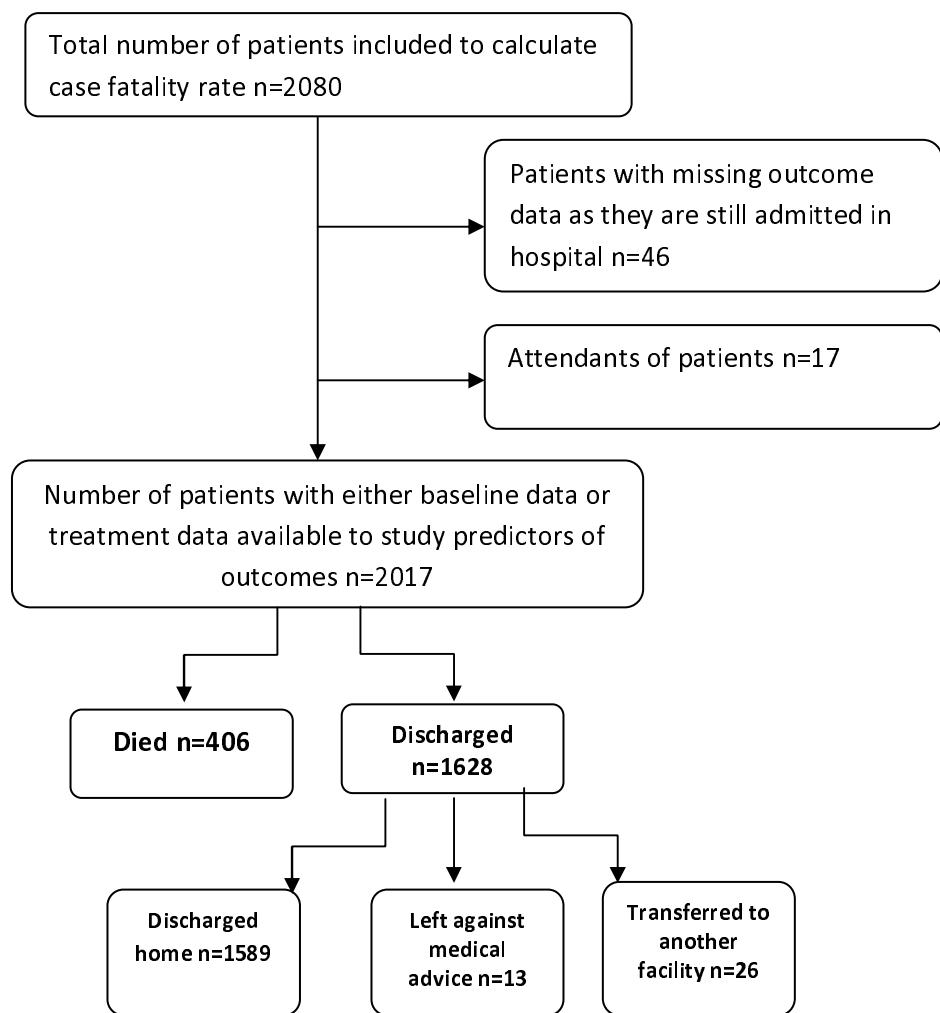 Total number of patients included to calculate
case fatality rate n=2080
Patients with missing outcome
data as they are still admitted in
hospital n=46
Attendants of patients n=17
Number of patients with either baseline data or
treatment data available to study predictors of
outcomes n=2017
Died n=406
Discharged
n=1628
Discharged
home n=1589
Left against
medical
advice n=13
Transferred to
another
facility n=26